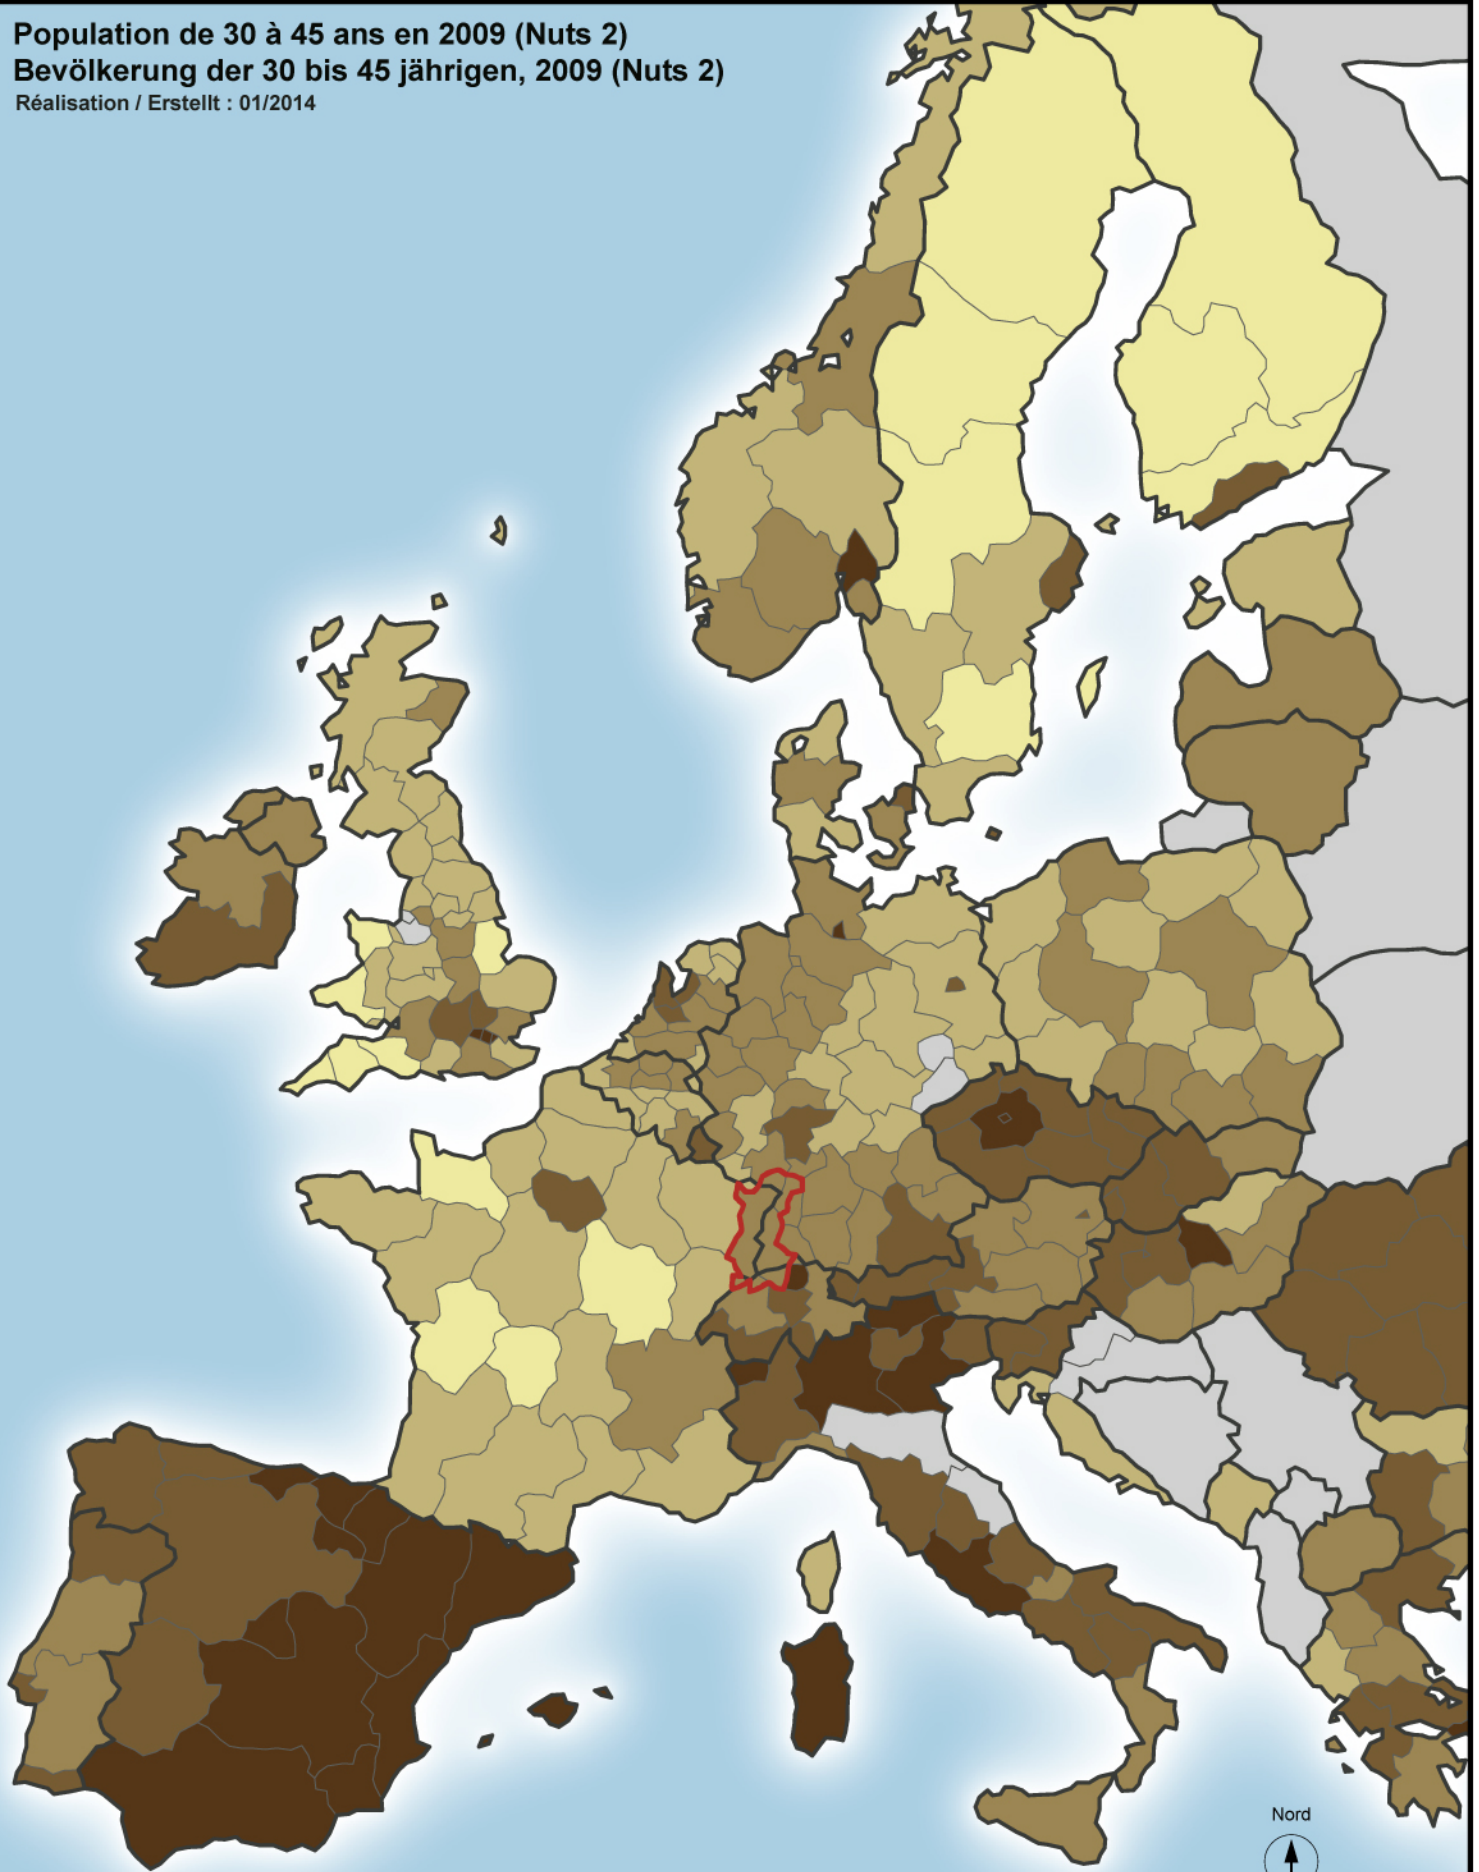 Population de 30 à 45 ans en 2009 (Nuts 2)
Bevölkerung der 30 bis 45 jährigen, 2009 (Nuts 2)
Réalisation / Erstellt : 01/2014
Nord